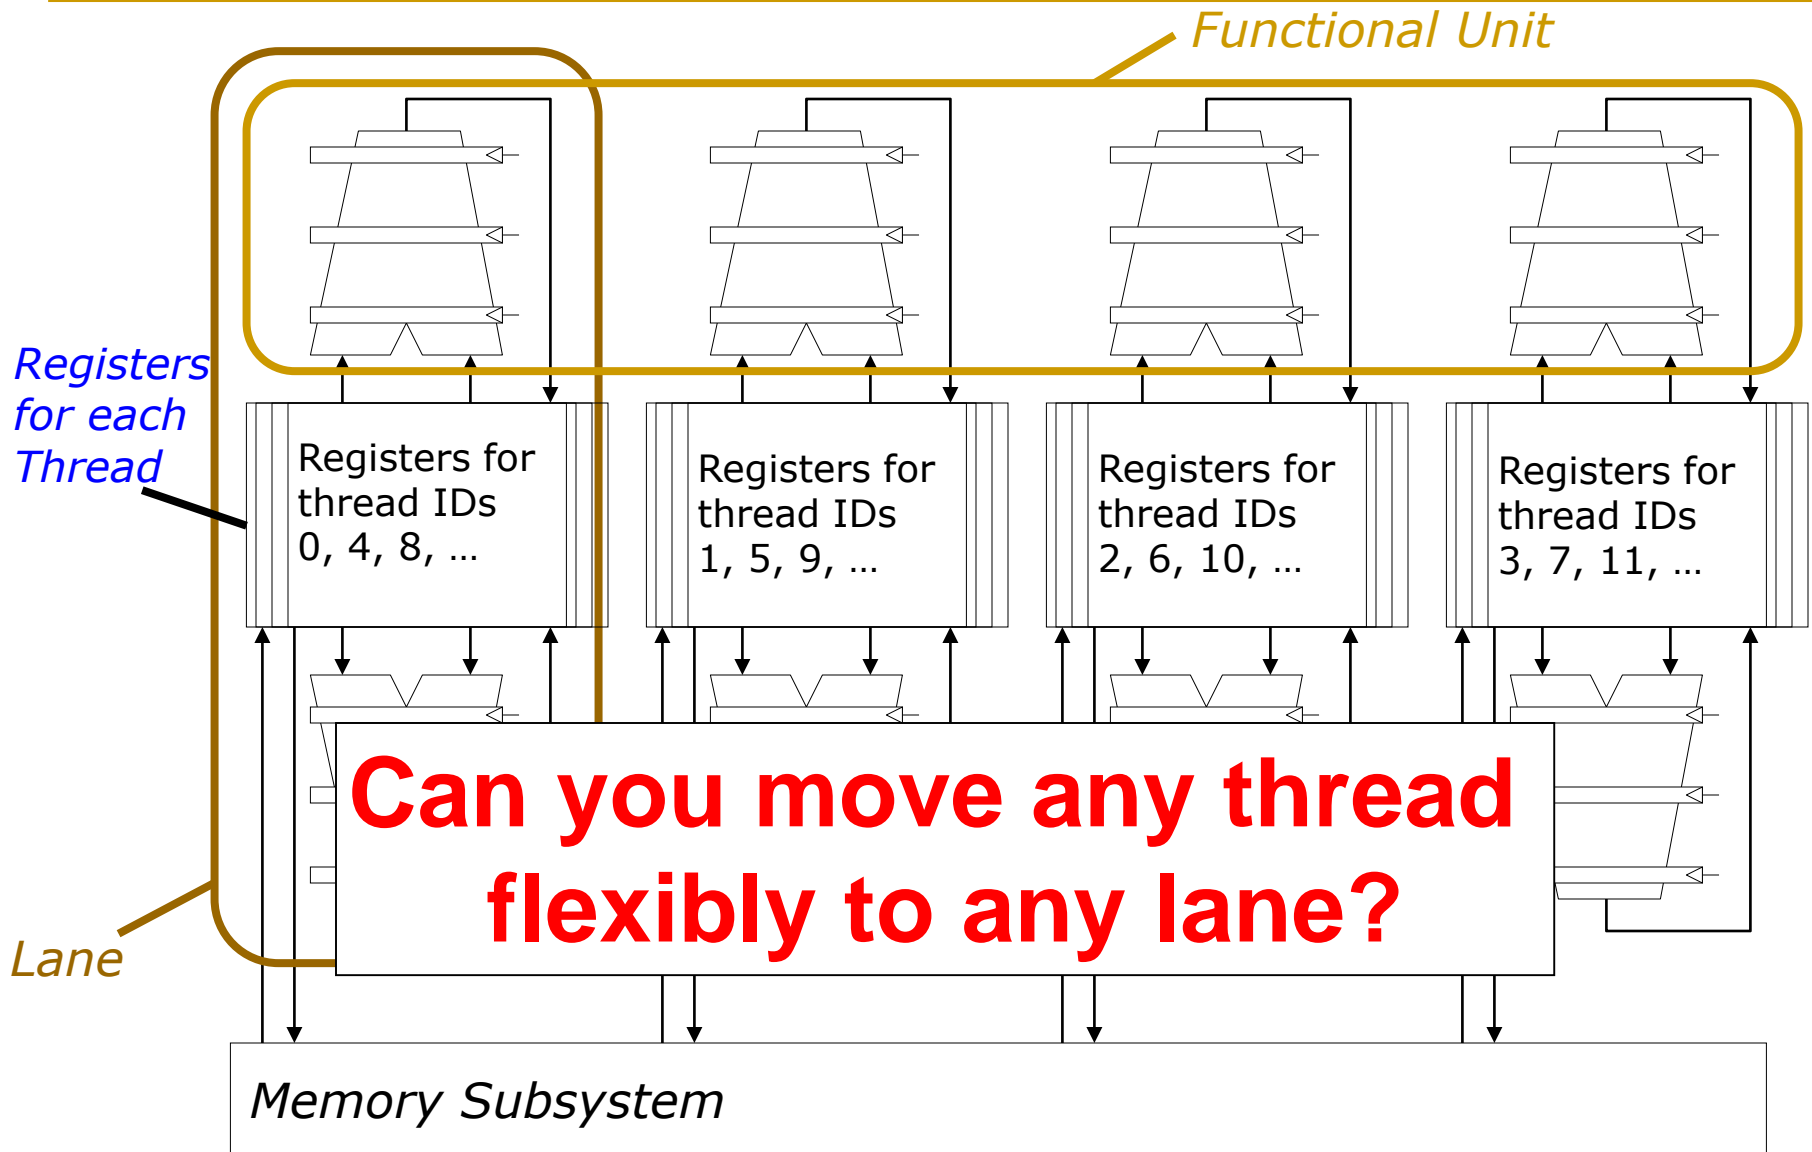 Functional Unit
Registers
for each
Thread
Registers for
thread IDs
0, 4, 8, …
Registers for
thread IDs
1, 5, 9, …
Registers for
thread IDs
2, 6, 10, …
Registers for
thread IDs
3, 7, 11, …
Can you move any thread
flexibly to any lane?
Lane
Memory Subsystem